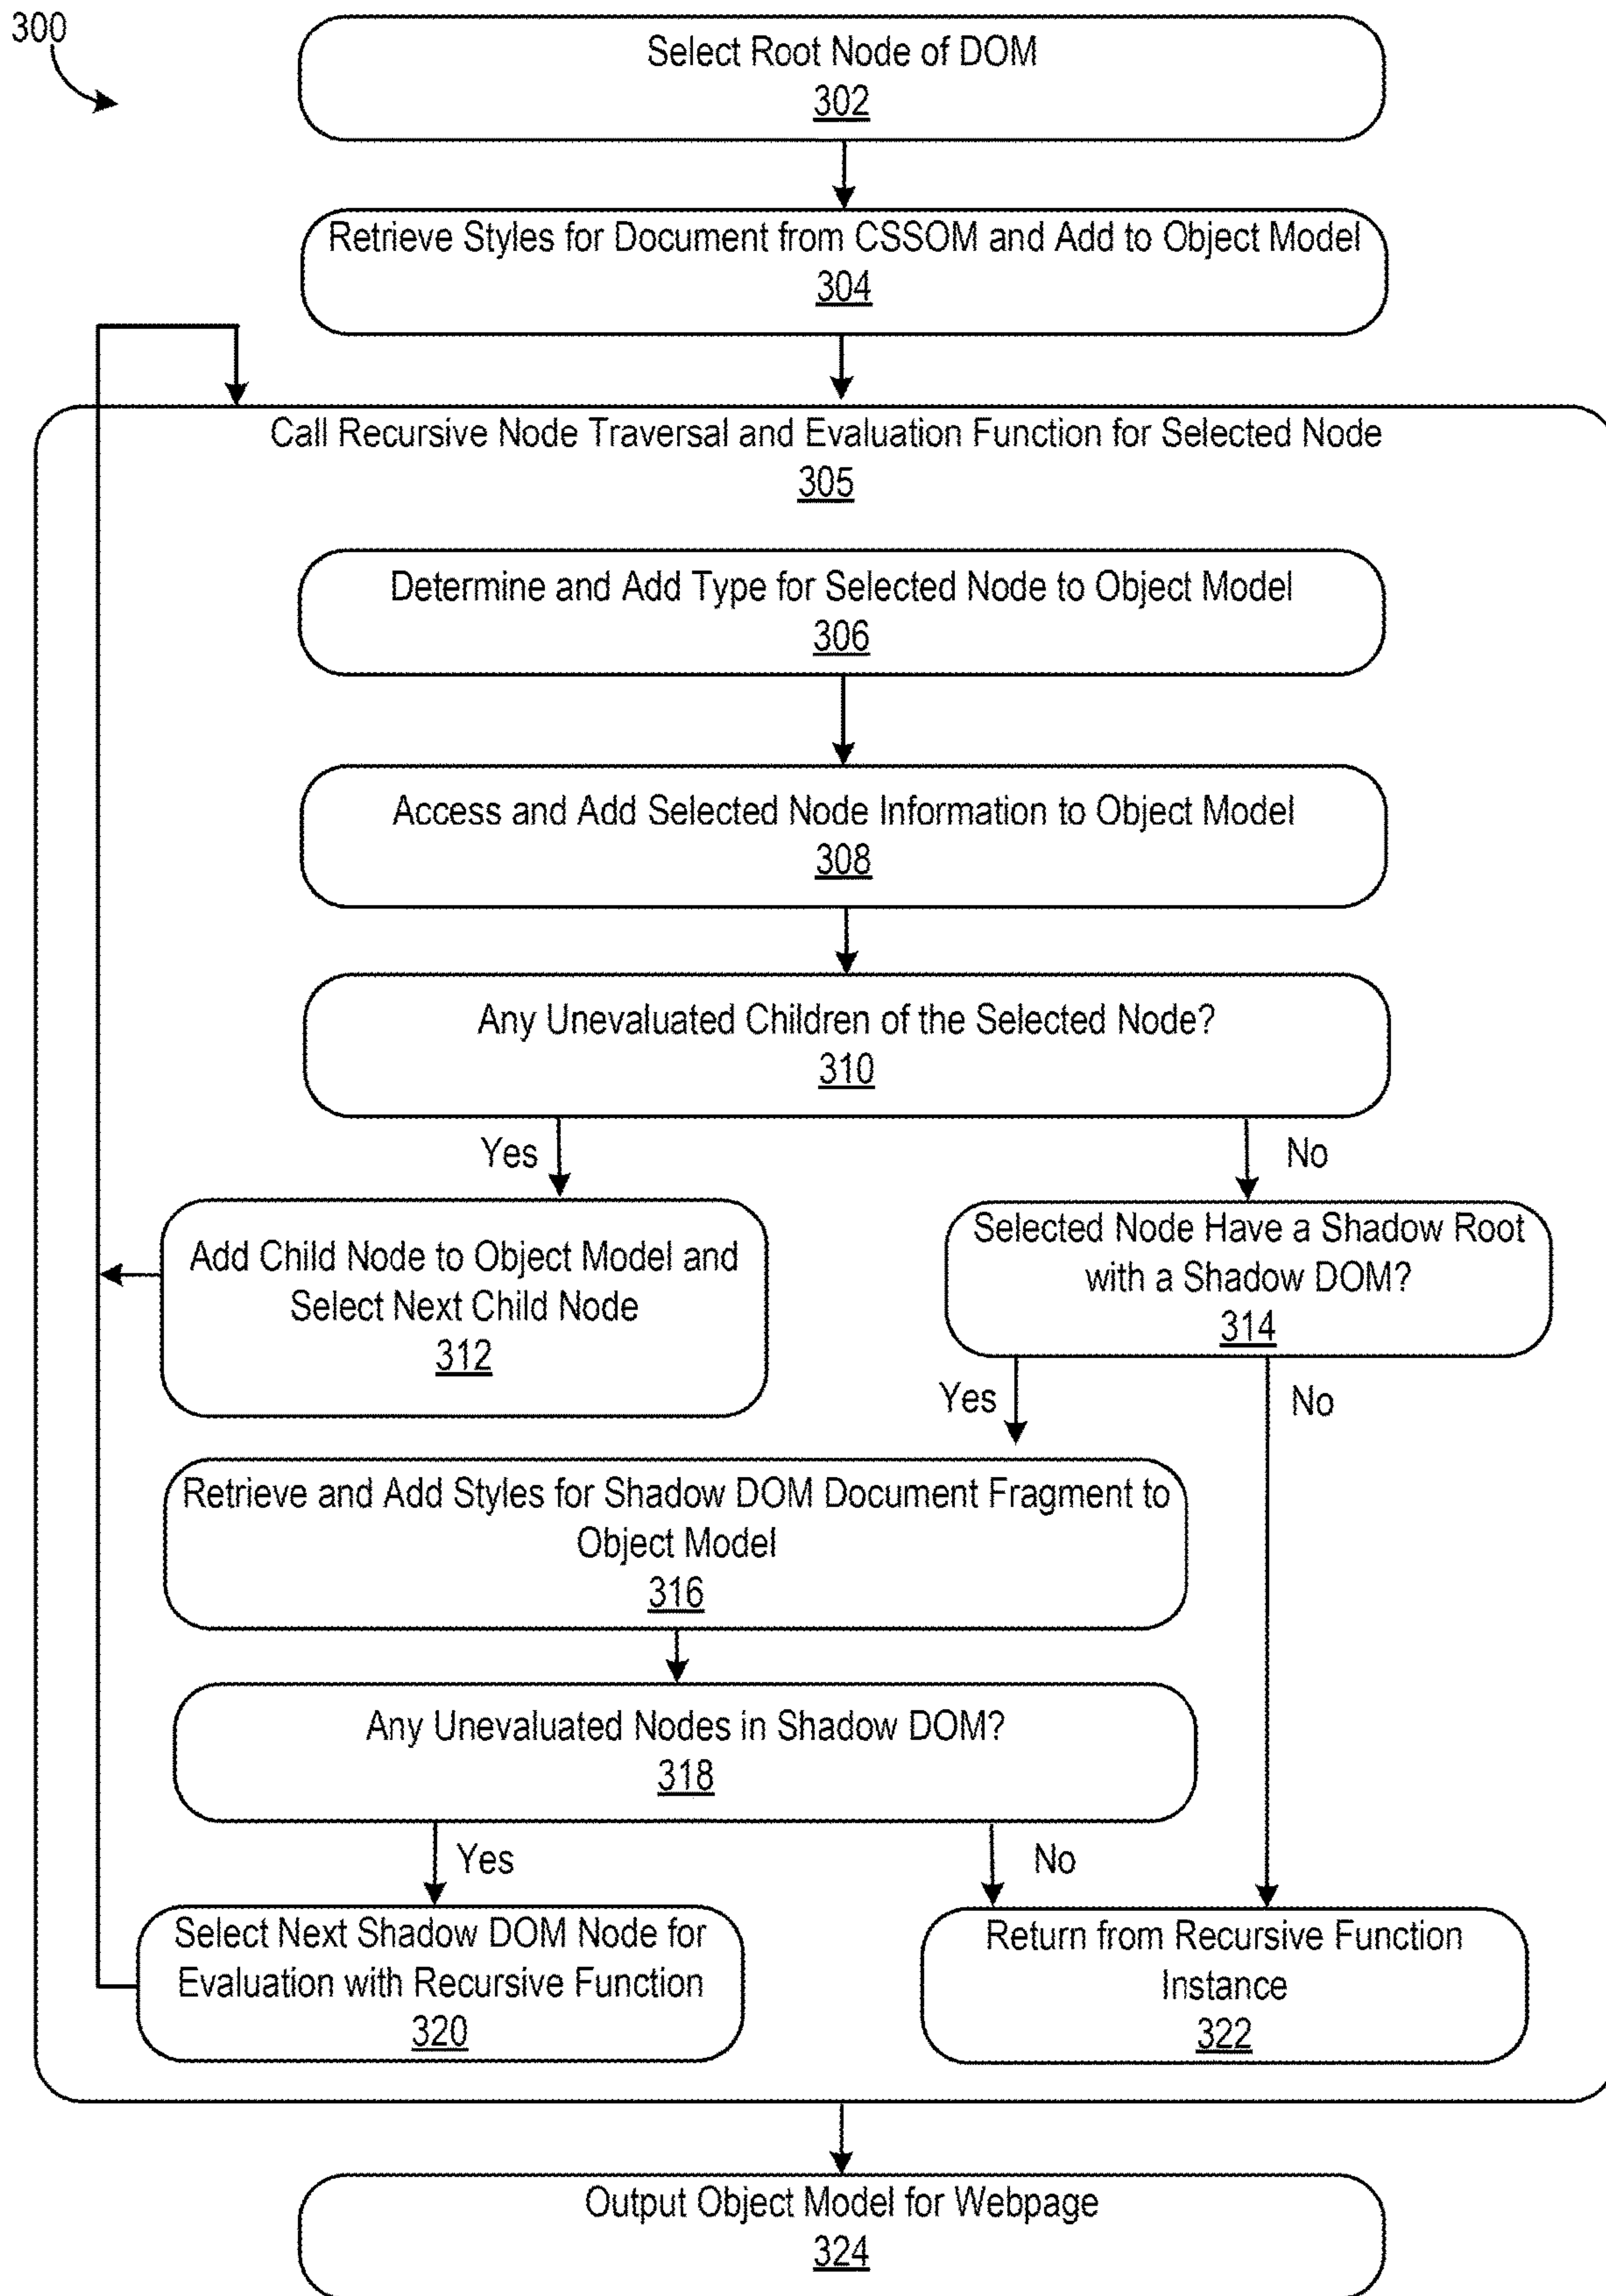 300
Select Root Node of DOM
302
Retrieve Styles for Document from CSSOM and Add to Object Model
304
Call Recursive Node Traversal and Evaluation Function for Selected Node
305
Determine and Add Type for Selected Node to Object Model
306
Access and Add Selected Node Information to Object Model
308
Any Unevaluated Children of the Selected Node?
310
Yes
No
Add Child Node to Object Model and
Select Next Child Node
312
Selected Node Have a Shadow Root
with a Shadow DOM?
314
Yes
No
Retrieve and Add Styles for Shadow DOM Document Fragment to
Object Model
316
Any Unevaluated Nodes in Shadow DOM?
318
Yes
No
Select Next Shadow DOM Node for
Evaluation with Recursive Function
320
Return from Recursive Function
Instance
322
Output Object Model for Webpage
324